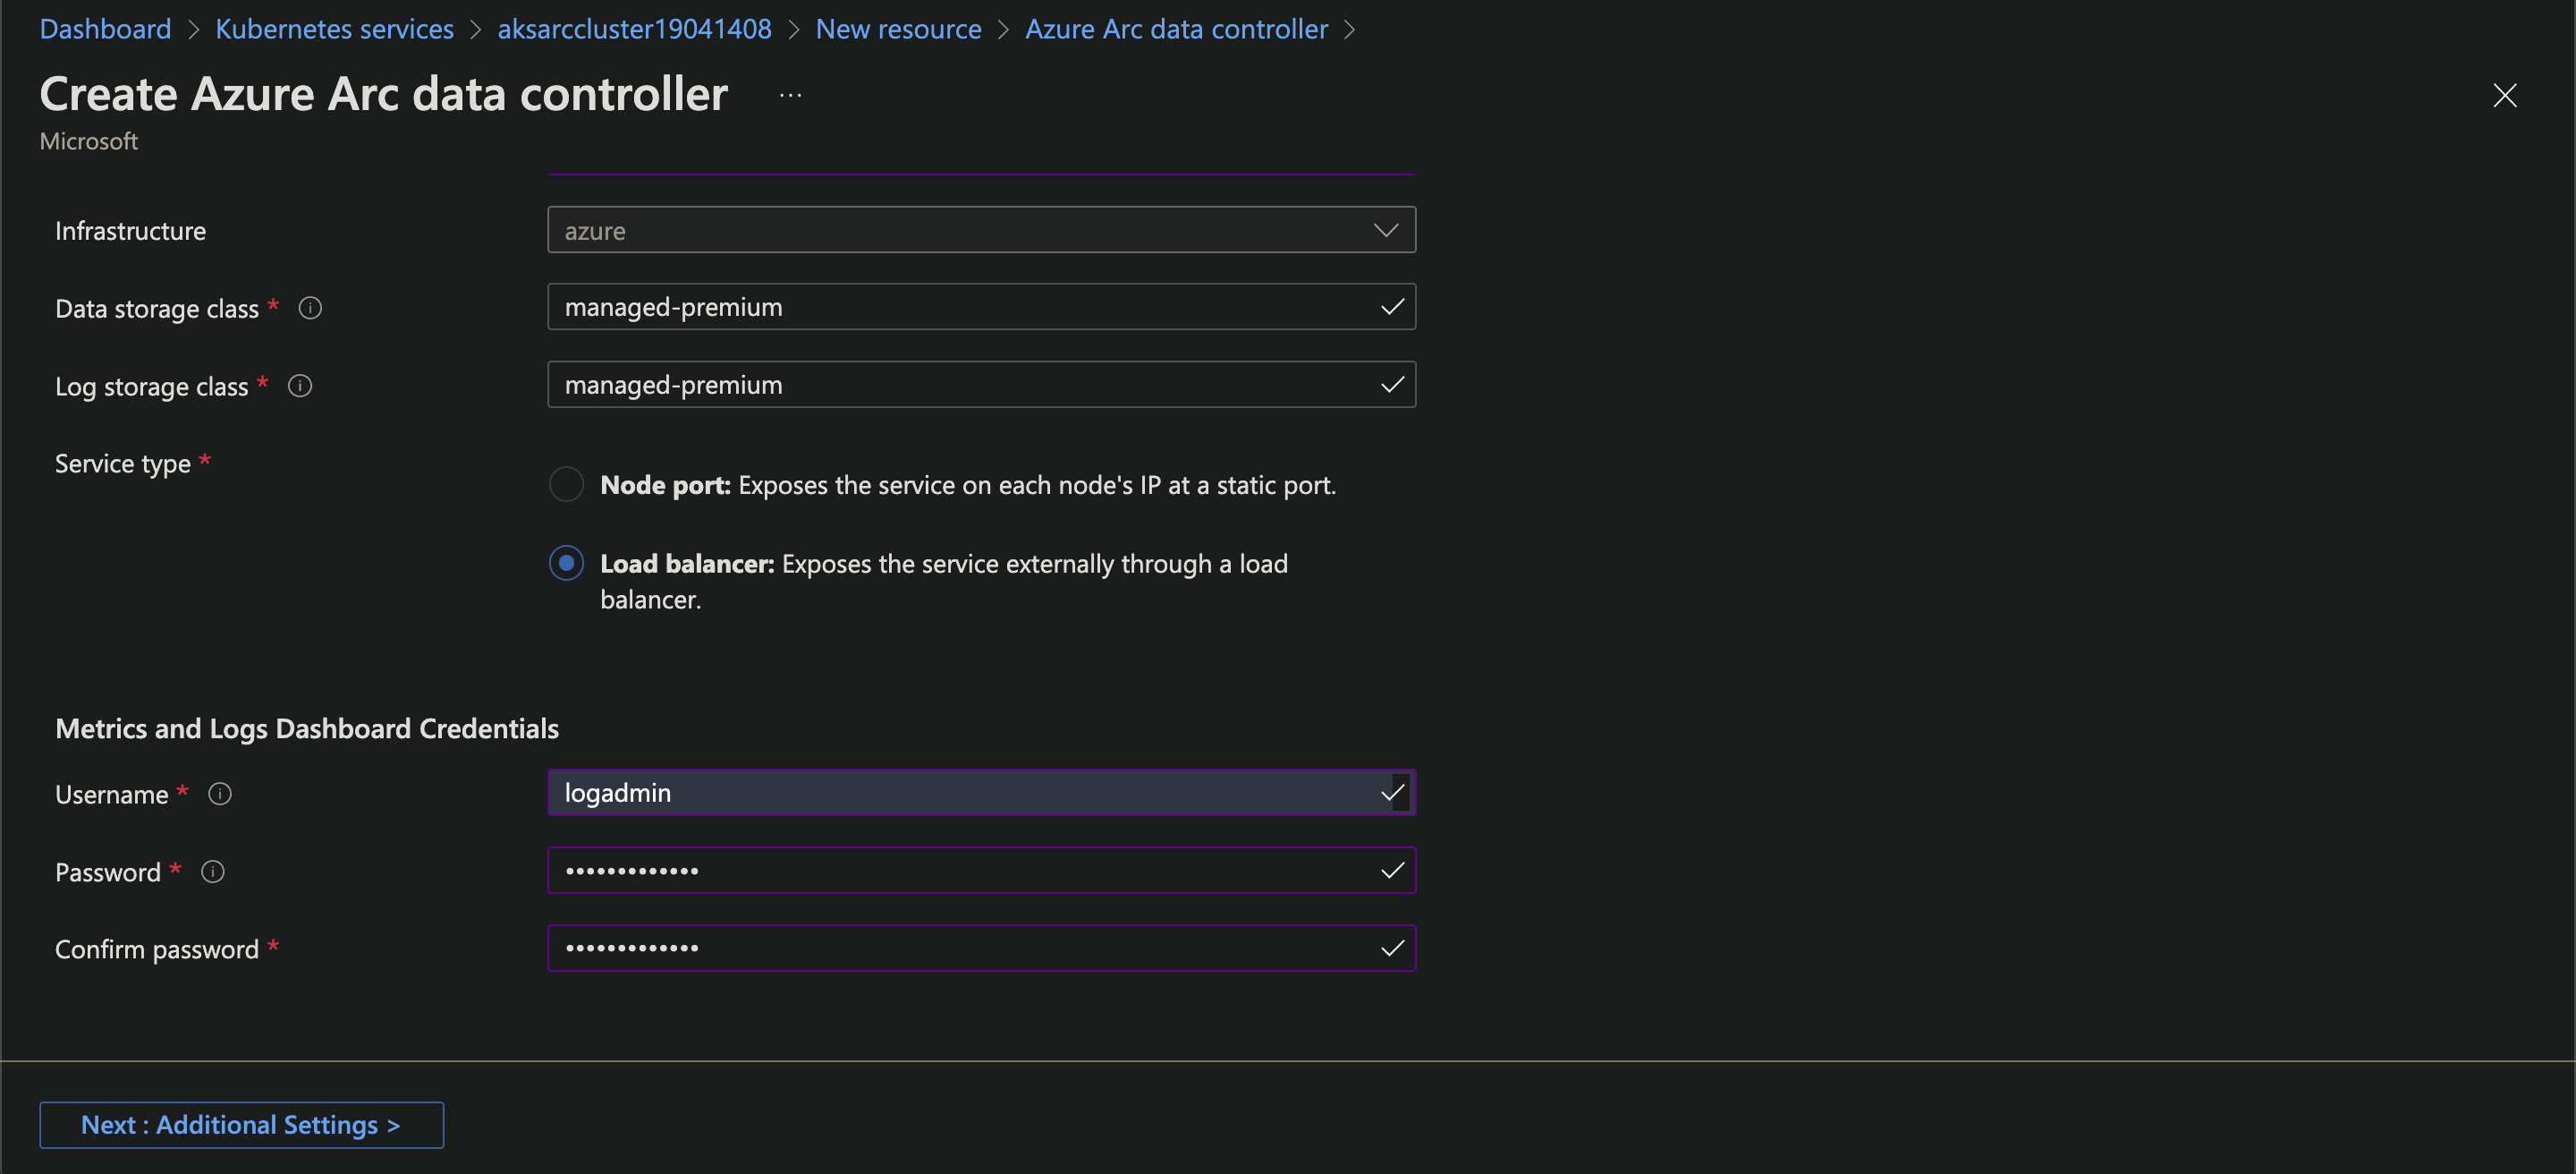 Dashboard > Kubernetes services > aksarccluster19041408 > New resource > Azure Arc data controller >
Create Azure Arc data controller ...
Microsoft
Infrastructure azure
Data storage class * managed-premium
Log storage class * managed-premium
Service type *
Node port: Exposes the service on each node's IP at a static port.
Load balancer: Exposes the service externally through a load
balancer.
Metrics and Logs Dashboard Credentials
Username * logadmin
Password * •••••••••••••
Confirm password * •••••••••••••
Next : Additional Settings >